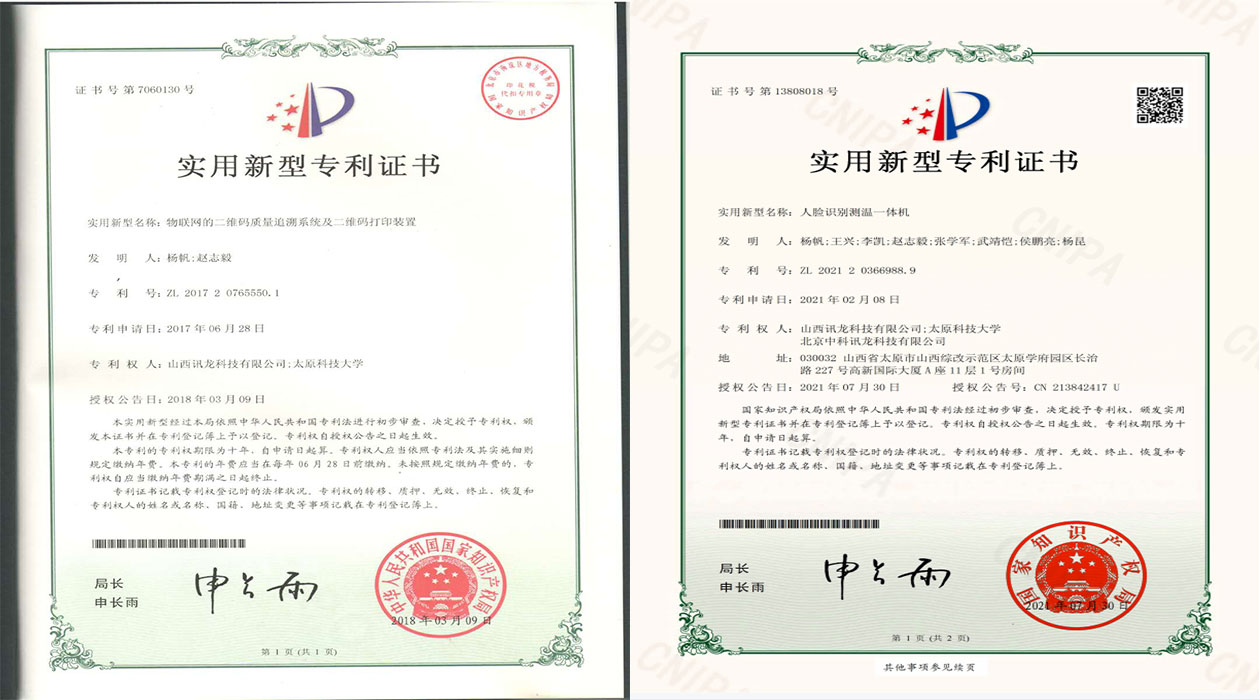 证书号第7060130号
实用新型专利证书
实用新型名称：物联网的二维码质量追溯系统及二维码打印装置
发明人：杨帆;赵志毅
专利号：ZL 2017 2 0765550.1
专利申请日：2017年06月28日
专利权人：山西讯龙科技有限公司;太原科技大学
授权公告日：2018年03月09日
本实用新型经过本局依照中华人民共和国专利法进行初步审查，决定授予专利权，颁
发本证书并在专利登记簿上予以登记。专利权自授权公告之日起生效。
本专利的专利权期限为十年，自申请日起算。专利权人应当依照专利法及其实施细则
规定缴纳年费。本专利的年费应当在每年06月28日前缴纳。未按照规定缴纳年费的，专
利权自应当缴纳年费期满之日起终止。
专利证书记载专利权登记时的法律状况。专利权的转移、质押、无效、终止、恢复和
专利权人的姓名或名称、国籍、地址变更等事项记载在专利登记簿上。
局长
申长雨
申长雨
中华人民共和国国家知识产权局
2018年03月09日
第1页(共1页)
证书号第13808018号
实用新型专利证书
实用新型名称：人脸识别测温一体机
发明人：杨帆;王兴;李凯;赵志毅;张学军;武靖恺;侯鹏亮;杨昆
专利号：ZL 2021 2 0366988.9
专利申请日：2021年02月08日
专利权人：山西讯龙科技有限公司;太原科技大学
北京中科讯龙科技有限公司
地址：030032 山西省太原市山西综改示范区太原学府园区长治
路227号高新国际大厦A座11层1号房间
授权公告日：2021年07月30日 授权公告号：CN 213842417 U
国家知识产权局依照中华人民共和国专利法经过初步审查，决定授予专利权，颁发实用
新型专利证书并在专利登记簿上予以登记。专利权自授权公告之日起生效。专利权期限为十
年，自申请日起算。
专利证书记载专利权登记时的法律状况。专利权的转移、质押、无效、终止、恢复和专
利权人的姓名或名称、国籍、地址变更等事项记载在专利登记簿上。
局长
申长雨
申长雨
国家知识产权局
2021年07月30日
第1页(共2页)
其他事项参见续页
CNIPA